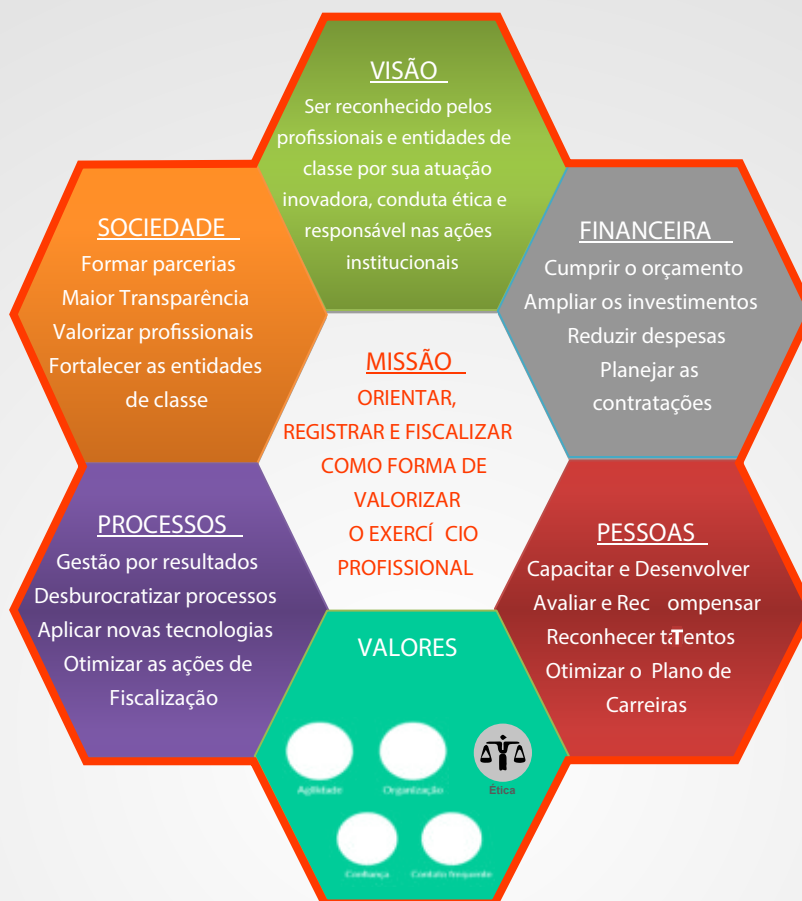 VISÃO
Ser reconhecido pelos
profissionais e entidades de
classe por sua atuação
inovadora, conduta ética e
responsável nas ações
institucionais
SOCIEDADE
Formar parcerias
Maior Transparência
Valorizar profissionais
Fortalecer as entidades
de classe
FINANCEIRA
Cumprir o orçamento
Ampliar os investimentos
Reduzir despesas
Planejar as
contratações
MISSÃO
ORIENTAR,
REGISTRAR E FISCALIZAR
COMO FORMA DE
VALORIZAR
O EXERCÍ CIO
PROFISSIONAL
PROCESSOS
Gestão por resultados
Desburocratizar processos
Aplicar novas tecnologias
Otimizar as ações de
Fiscalização
PESSOAS
Capacitar e Desenvolver
Avaliar e Rec ompensar
Reconhecer taTentos
Otimizar o Plano de
Carreiras
VALORES
Agilidade
Organização
Ética
Confiança
Contato frequente